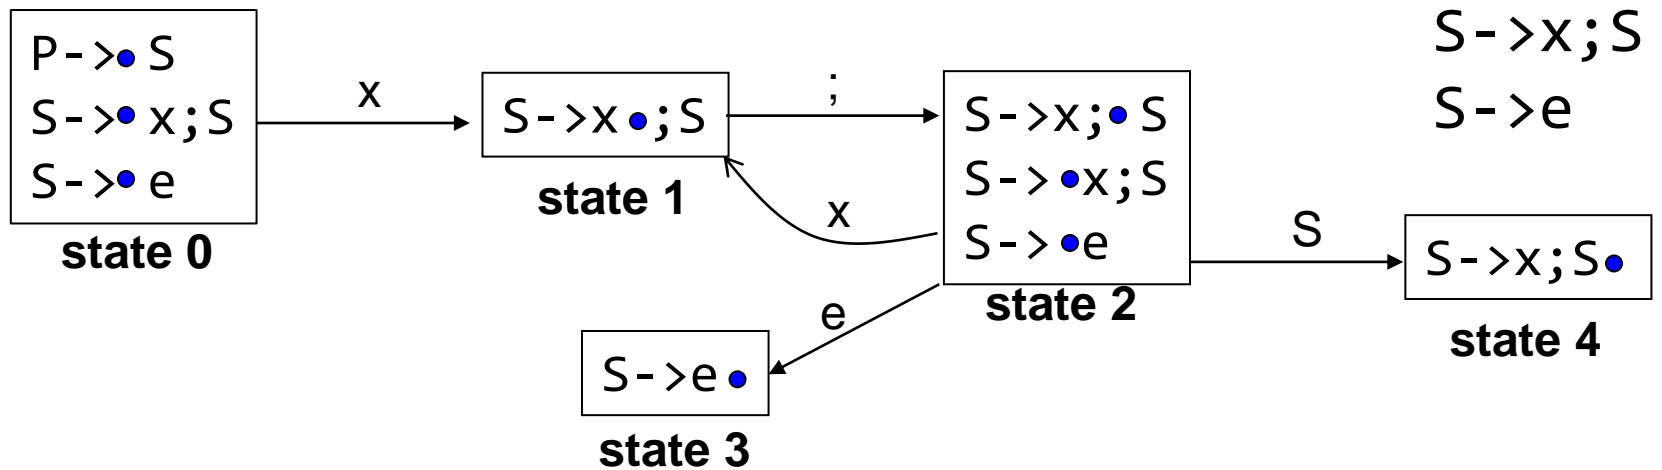 P->• S
S->• x;S
S->• e
state 0
x
S->x •;S
state 1
;
x
S->x;• S
S-> •x;S
S-> •e
state 2
e
S->e •
state 3
S
S->x;S•
state 4
S->x;S
S->e